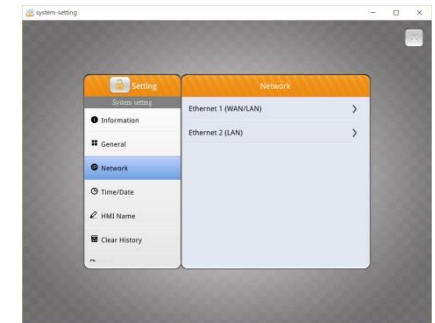 system-setting
Setting
System setting
Information
General
Network
Time/Date
HMI Name
Clear History
Network
Ethernet 1 (WAN/LAN)
Ethernet 2 (LAN)